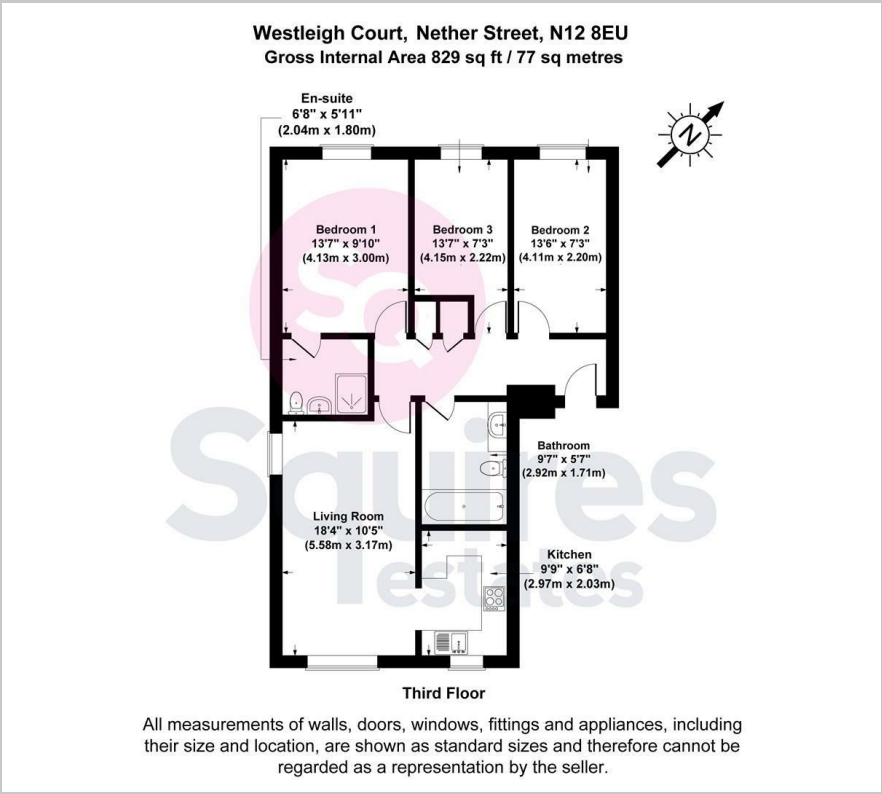 Westleigh Court, Nether Street, N12 8EU
Gross Internal Area 829 sq ft / 77 sq metres
En-suite
6'8" x 5'11"
(2.04m x 1.80m)
N
Bedroom 1
13'7" x 9'10"
(4.13m x 3.00m)
Bedroom 3
13'7" x 7'3"
(4.15m x 2.22m)
Bedroom 2
13'6" x 7'3"
(4.11m x 2.20m)
SQ
Squires
Estates
Bathroom
9'7" x 5'7"
(2.92m x 1.71m)
Living Room
18'4" x 10'5"
(5.58m x 3.17m)
Kitchen
9'9" x 6'8"
(2.97m x 2.03m)
Third Floor
All measurements of walls, doors, windows, fittings and appliances, including
their size and location, are shown as standard sizes and therefore cannot be
regarded as a representation by the seller.